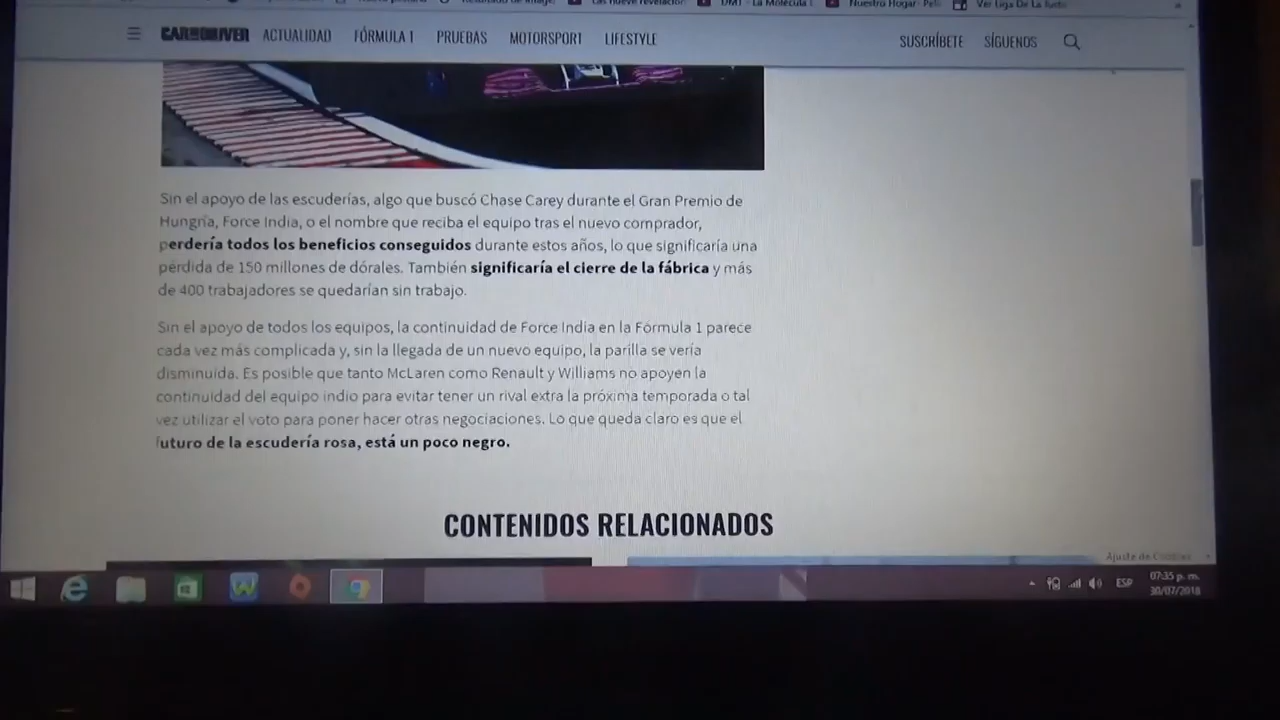 CAR AND DRIVER ACTUALIDAD FÓRMULA 1 PRUEBAS MOTORSPORT LIFESTYLE SUSCRÍBETE SÍGUENOS
Sin el apoyo de las escuderías, algo que buscó Chase Carey durante el Gran Premio de
Hungría, Force India, o el nombre que reciba el equipo tras el nuevo comprador,
perdería todos los beneficios conseguidos durante estos años, lo que significaría una
pérdida de 150 millones de dórales. También significaría el cierre de la fábrica y más
de 400 trabajadores se quedarían sin trabajo.
Sin el apoyo de todos los equipos, la continuidad de Force India en la Fórmula 1 parece
cada vez más complicada y, sin la llegada de un nuevo equipo, la parilla se vería
disminuida. Es posible que tanto McLaren como Renault y Williams no apoyen la
continuidad del equipo indio para evitar tener un rival extra la próxima temporada o tal
vez utilizar el voto para poner hacer otras negociaciones. Lo que queda claro es que el
futuro de la escudería rosa, está un poco negro.
CONTENIDOS RELACIONADOS
Ajuste de Cookies
ESP
07:35 p. m.
30/07/2018